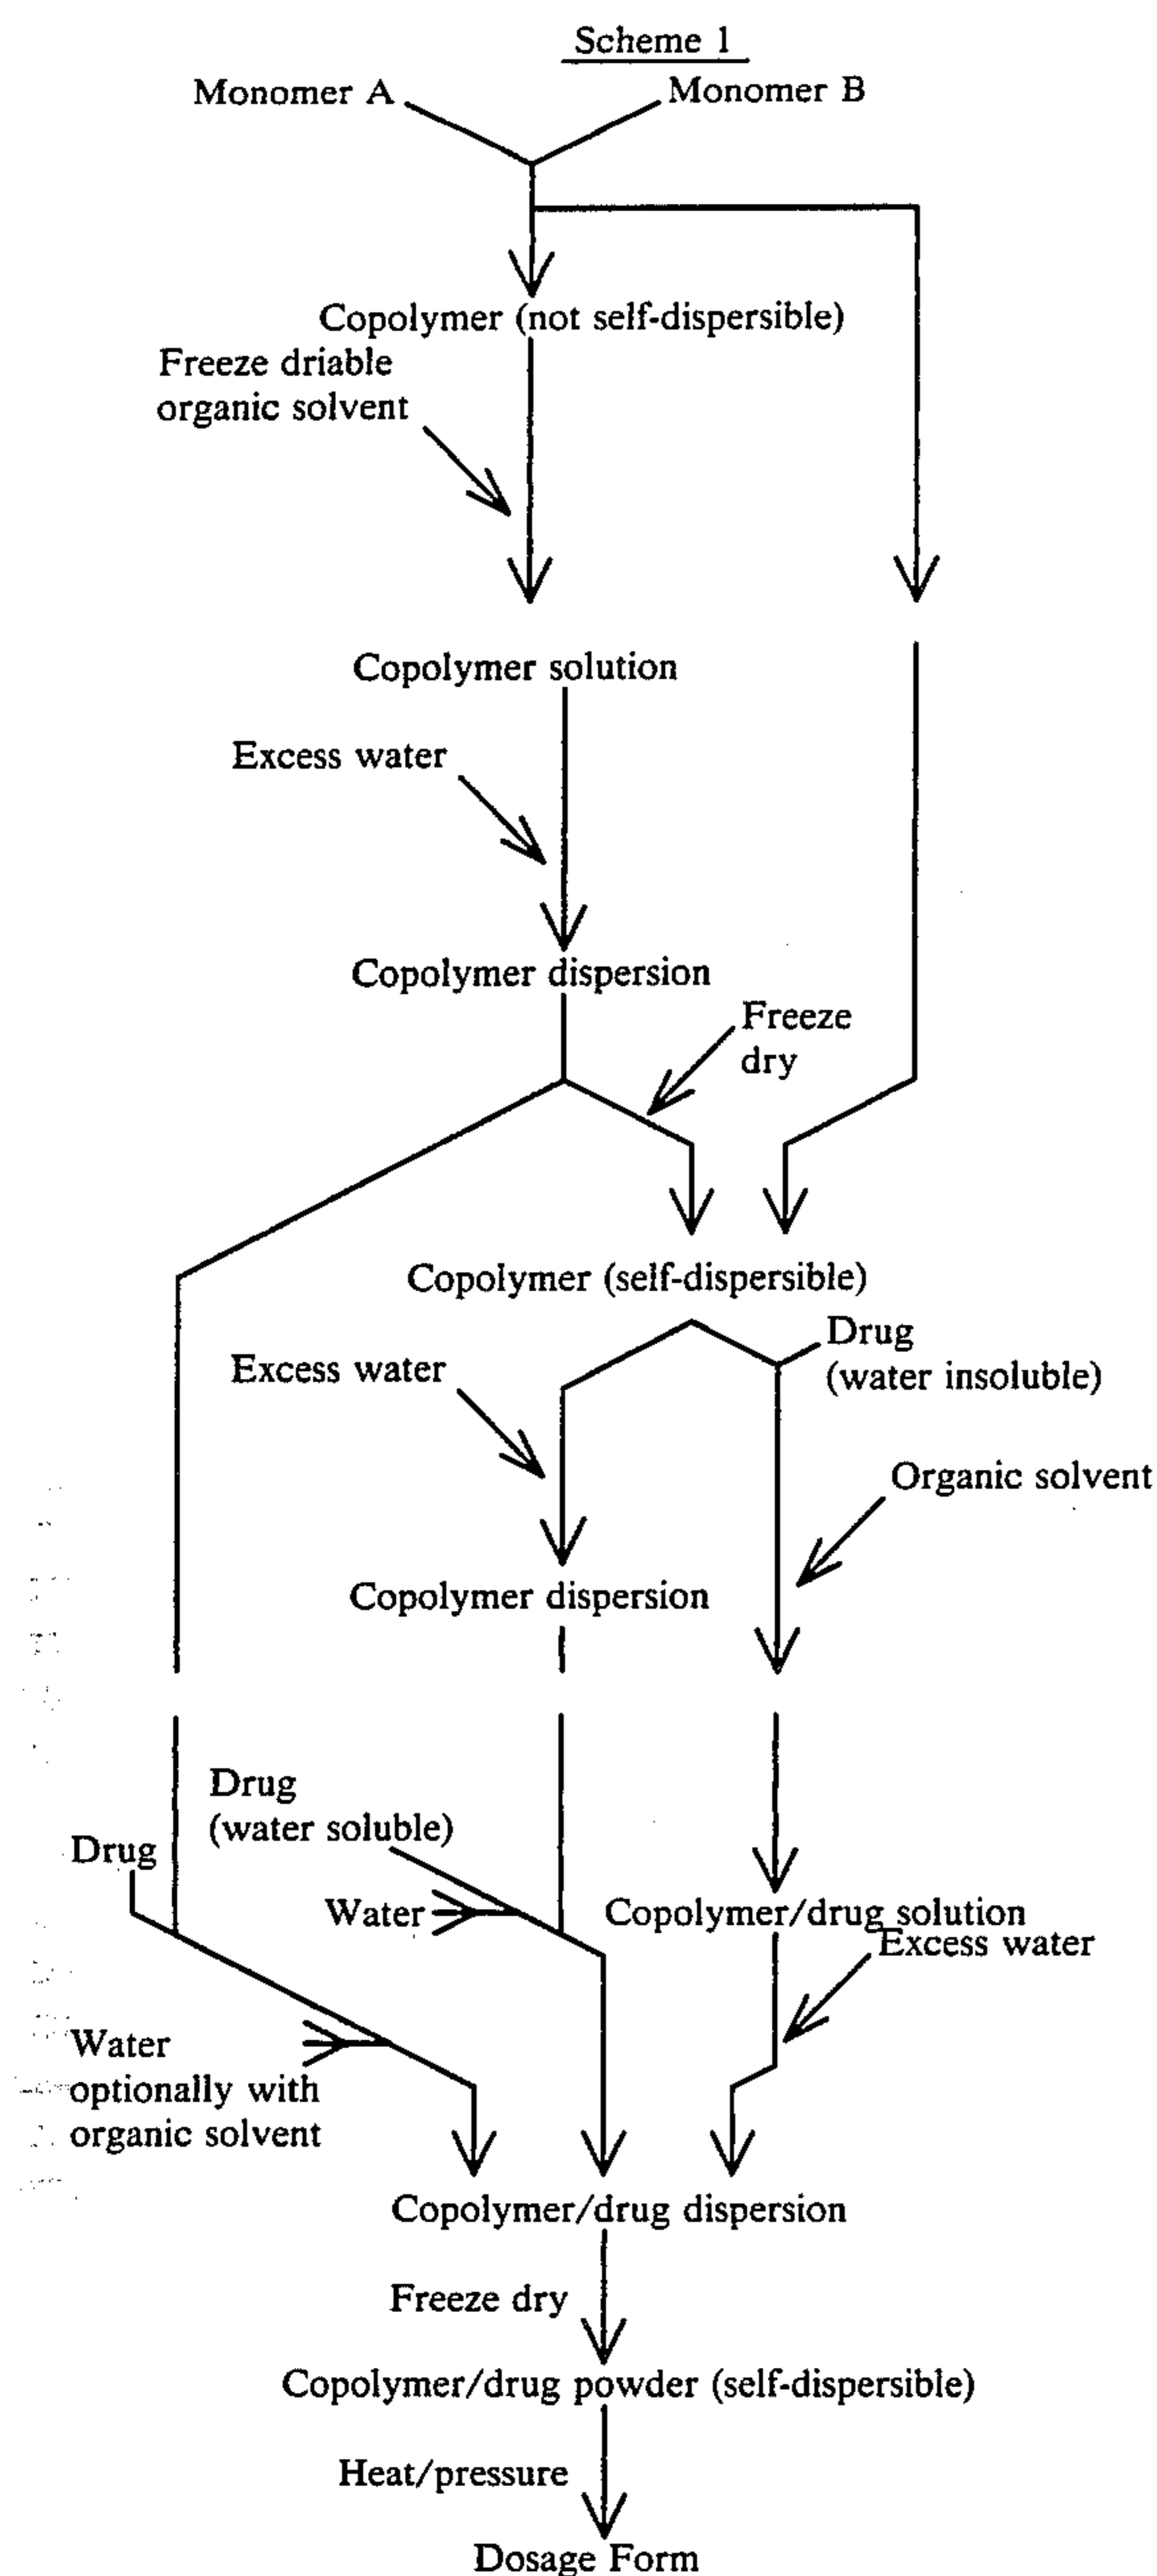 Scheme 1
Monomer A
Monomer B
Copolymer (not self-dispersible)
Freeze driable
organic solvent
Copolymer solution
Excess water
Copolymer dispersion
Freeze
dry
Copolymer (self-dispersible)
Drug
(water insoluble)
Excess water
Organic solvent
Copolymer dispersion
Drug
(water soluble)
Drug
Water
Copolymer/drug solution
Excess water
Water
optionally with
organic solvent
Copolymer/drug dispersion
Freeze dry
Copolymer/drug powder (self-dispersible)
Heat/pressure
Dosage Form